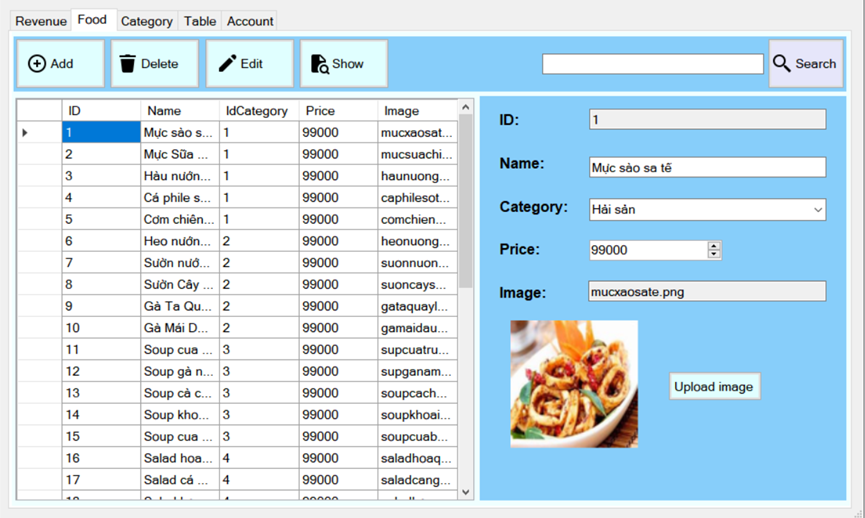 Revenue Food Category Table Account
Add Delete Edit Show Search
ID Name IdCategory Price Image
1 Mực sào s... 1 99000 mucxaosat...
2 Mực Sữa ... 1 99000 mucsuachi...
3 Hàu nướn... 1 99000 haunuong...
4 Cá phile s... 1 99000 caphilesot...
5 Cơm chiên... 1 99000 comchien...
6 Heo nướn... 2 99000 heonuong...
7 Sườn nướ... 2 99000 suonnuon...
8 Sườn Cây ... 2 99000 suoncays...
9 Gà Ta Qu... 2 99000 gataquayl...
10 Gà Mái D... 2 99000 gamaidau...
11 Soup cua ... 3 99000 supcuatru...
12 Soup gà n... 3 99000 supganam...
13 Soup cà c... 3 99000 soupcach...
14 Soup kho... 3 99000 soupkhoai...
15 Soup cua ... 3 99000 soupcuab...
16 Salad hoa... 4 99000 saladhoaq...
17 Salad cá ... 4 99000 saladcang...
ID: 1
Name: Mực sào sa tế
Category: Hải sản
Price: 99000
Image: mucxaosate.png
Upload image